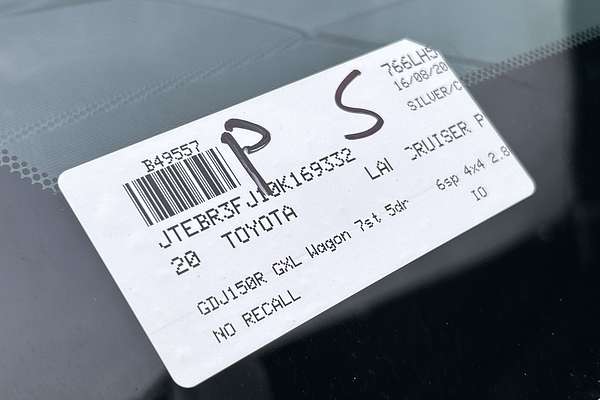 P S
766LH5
16/08/20
SILVER/C
B49557
JTEBR3FJ10K169332
20 TOYOTA LAN CRUISER P
GDJ150R GXL Wagon 7st 5dr 6sp 4x4 2.8
NO RECALL IO